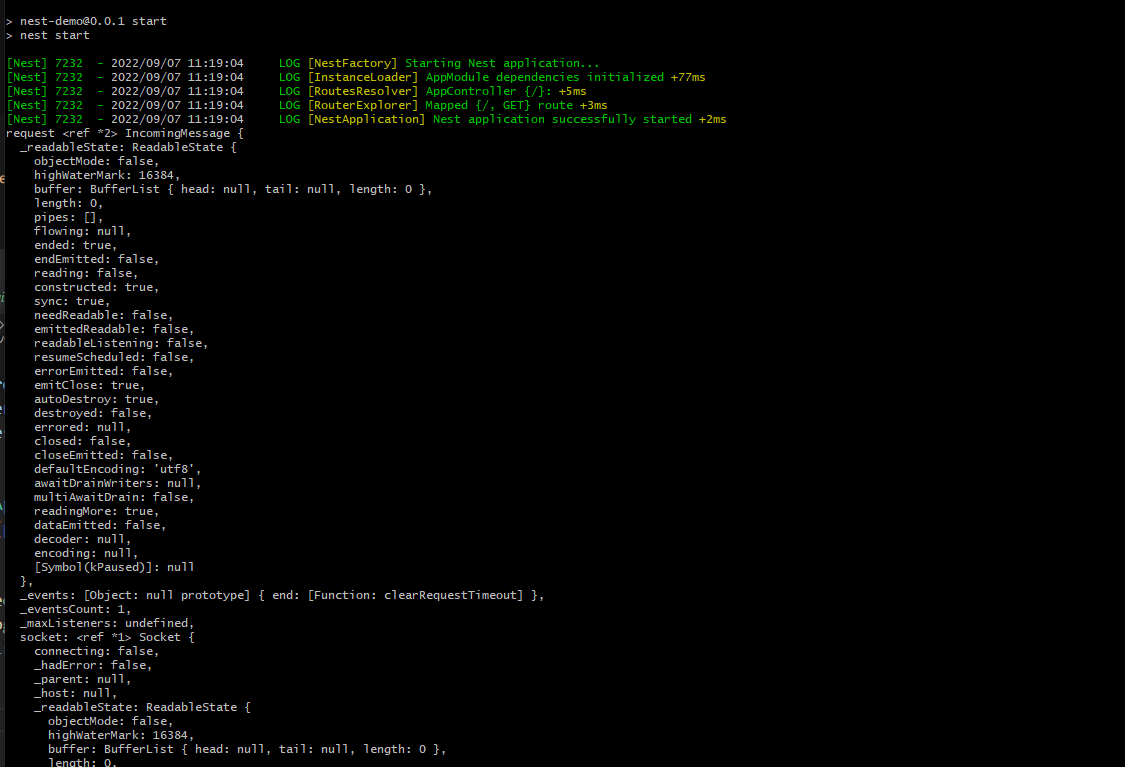 > nest-demo@0.0.1 start
> nest start
[Nest] 7232  - 2022/09/07 11:19:04     LOG [NestFactory] Starting Nest application...
[Nest] 7232  - 2022/09/07 11:19:04     LOG [InstanceLoader] AppModule dependencies initialized +77ms
[Nest] 7232  - 2022/09/07 11:19:04     LOG [RoutesResolver] AppController {/}: +5ms
[Nest] 7232  - 2022/09/07 11:19:04     LOG [RouterExplorer] Mapped {/, GET} route +3ms
[Nest] 7232  - 2022/09/07 11:19:04     LOG [NestApplication] Nest application successfully started +2ms
request <ref *2> IncomingMessage {
  _readableState: ReadableState {
    objectMode: false,
    highWaterMark: 16384,
    buffer: BufferList { head: null, tail: null, length: 0 },
    length: 0,
    pipes: [],
    flowing: null,
    ended: true,
    endEmitted: false,
    reading: false,
    constructed: true,
    sync: true,
    needReadable: false,
    emittedReadable: false,
    readableListening: false,
    resumeScheduled: false,
    errorEmitted: false,
    emitClose: true,
    autoDestroy: true,
    destroyed: false,
    errored: null,
    closed: false,
    closeEmitted: false,
    defaultEncoding: 'utf8',
    awaitDrainWriters: null,
    multiAwaitDrain: false,
    readingMore: true,
    dataEmitted: false,
    decoder: null,
    encoding: null,
    [Symbol(kPaused)]: null
  },
  _events: [Object: null prototype] { end: [Function: clearRequestTimeout] },
  _eventsCount: 1,
  _maxListeners: undefined,
  socket: <ref *1> Socket {
    connecting: false,
    _hadError: false,
    _parent: null,
    _host: null,
    _readableState: ReadableState {
      objectMode: false,
      highWaterMark: 16384,
      buffer: BufferList { head: null, tail: null, length: 0 },
      length: 0,